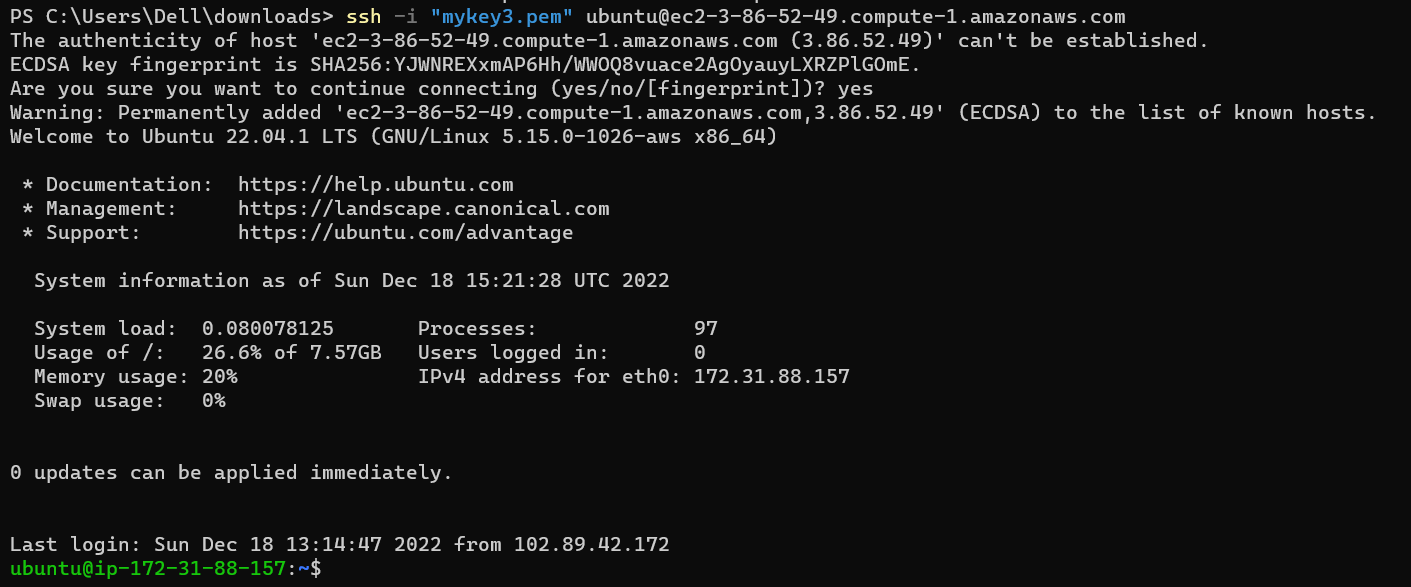 PS C:\Users\Dell\downloads> ssh -i "mykey3.pem" ubuntu@ec2-3-86-52-49.compute-1.amazonaws.com
The authenticity of host 'ec2-3-86-52-49.compute-1.amazonaws.com (3.86.52.49)' can't be established.
ECDSA key fingerprint is SHA256:YJWNREXxmAP6Hh/WWOQ8vuace2AgOyauyLXRZPlGOmE.
Are you sure you want to continue connecting (yes/no/[fingerprint])? yes
Warning: Permanently added 'ec2-3-86-52-49.compute-1.amazonaws.com,3.86.52.49' (ECDSA) to the list of known hosts.
Welcome to Ubuntu 22.04.1 LTS (GNU/Linux 5.15.0-1026-aws x86_64)
* Documentation:  https://help.ubuntu.com
* Management:     https://landscape.canonical.com
* Support:        https://ubuntu.com/advantage
System information as of Sun Dec 18 15:21:28 UTC 2022
System load:  0.080078125       Processes:             97
Usage of /:   26.6% of 7.57GB   Users logged in:       0
Memory usage: 20%               IPv4 address for eth0: 172.31.88.157
Swap usage:   0%
0 updates can be applied immediately.
Last login: Sun Dec 18 13:14:47 2022 from 102.89.42.172
ubuntu@ip-172-31-88-157:~$